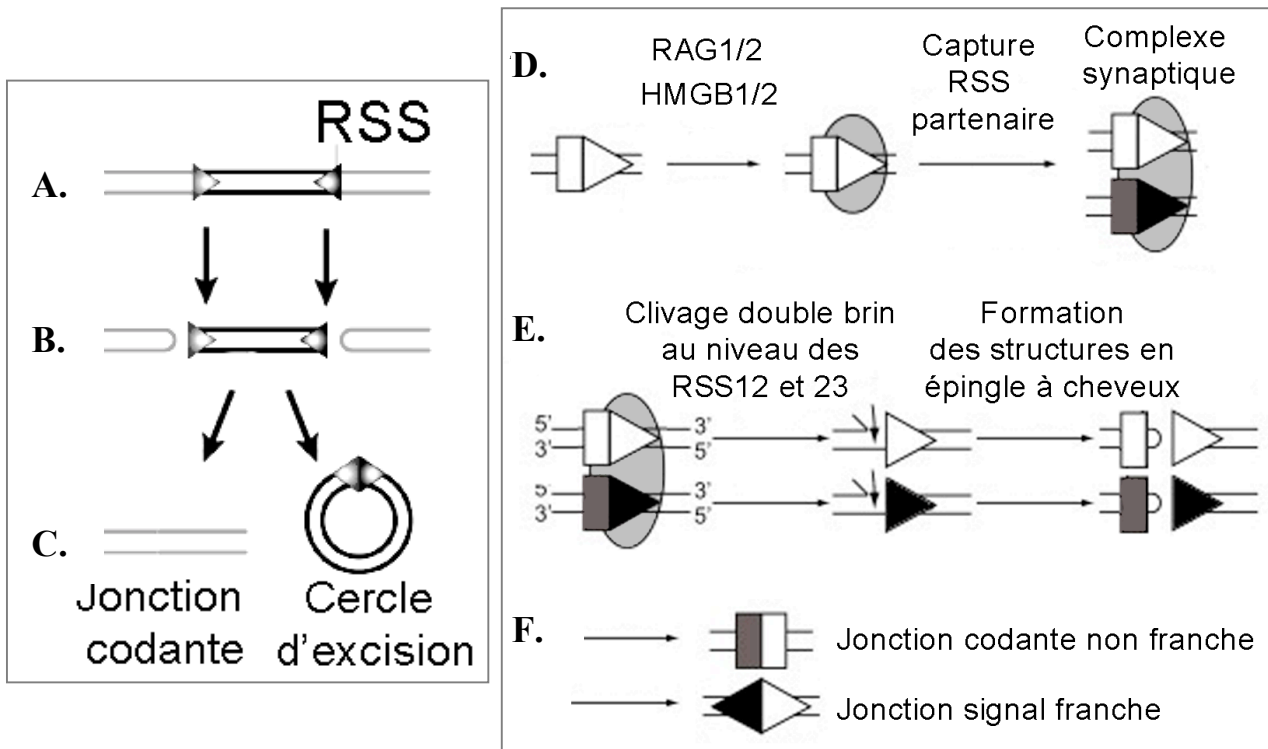 RSS
A.
B.
C.
Jonction
codante
Cercle
d'excision
D.
RAG1/2
HMGB1/2
Capture
RSS
partenaire
Complexe
synaptique
E.
Clivage double brin
au niveau des
RSS12 et 23
Formation
des structures en
épingle à cheveux
5' 3'
3' 5'
5' 3'
3' 5'
F.
Jonction codante non franche
Jonction signal franche